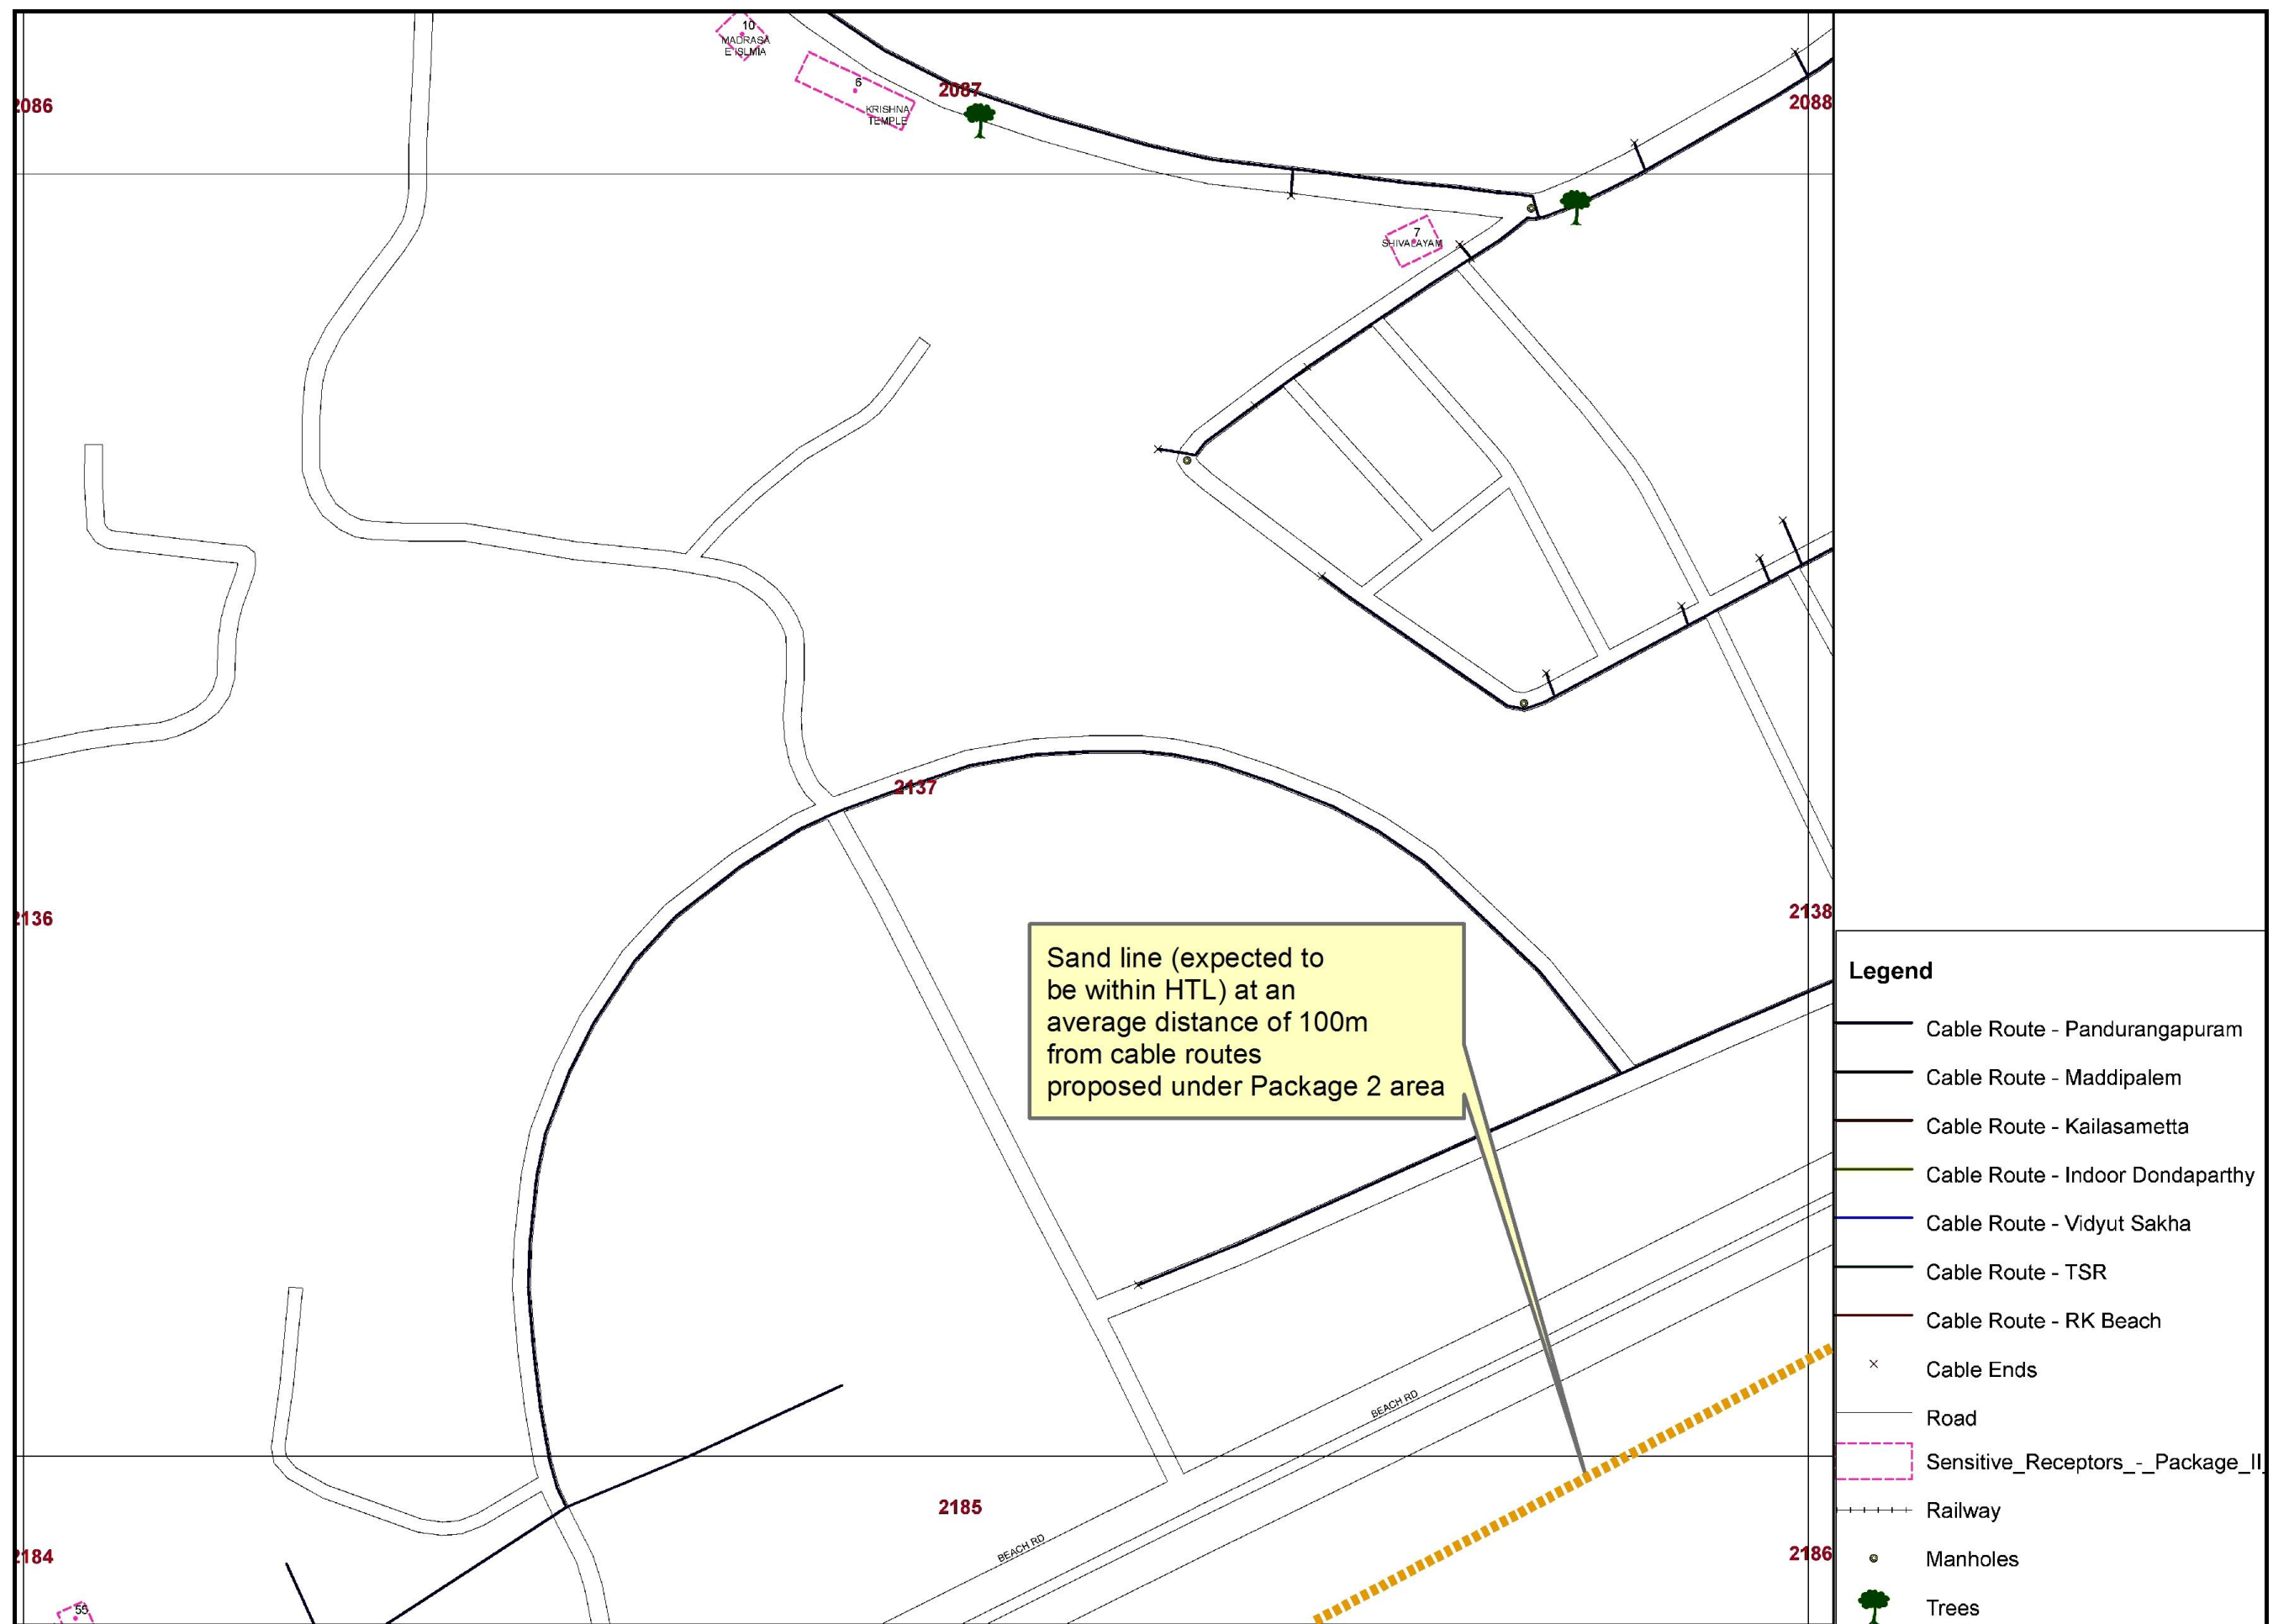 10
MADRASA
E ISLMIA
6
KRISHNA
TEMPLE
2087
2086
2088
7
SHIVALAYAM
2137
2136
2138
Sand line (expected to
be within HTL) at an
average distance of 100m
from cable routes
proposed under Package 2 area
BEACH RD
BEACH RD
2185
2184
2186
55
Legend
Cable Route - Pandurangapuram
Cable Route - Maddipalem
Cable Route - Kailasametta
Cable Route - Indoor Dondaparthy
Cable Route - Vidyut Sakha
Cable Route - TSR
Cable Route - RK Beach
Cable Ends
Road
Sensitive_Receptors_-_Package_II_
Railway
Manholes
Trees